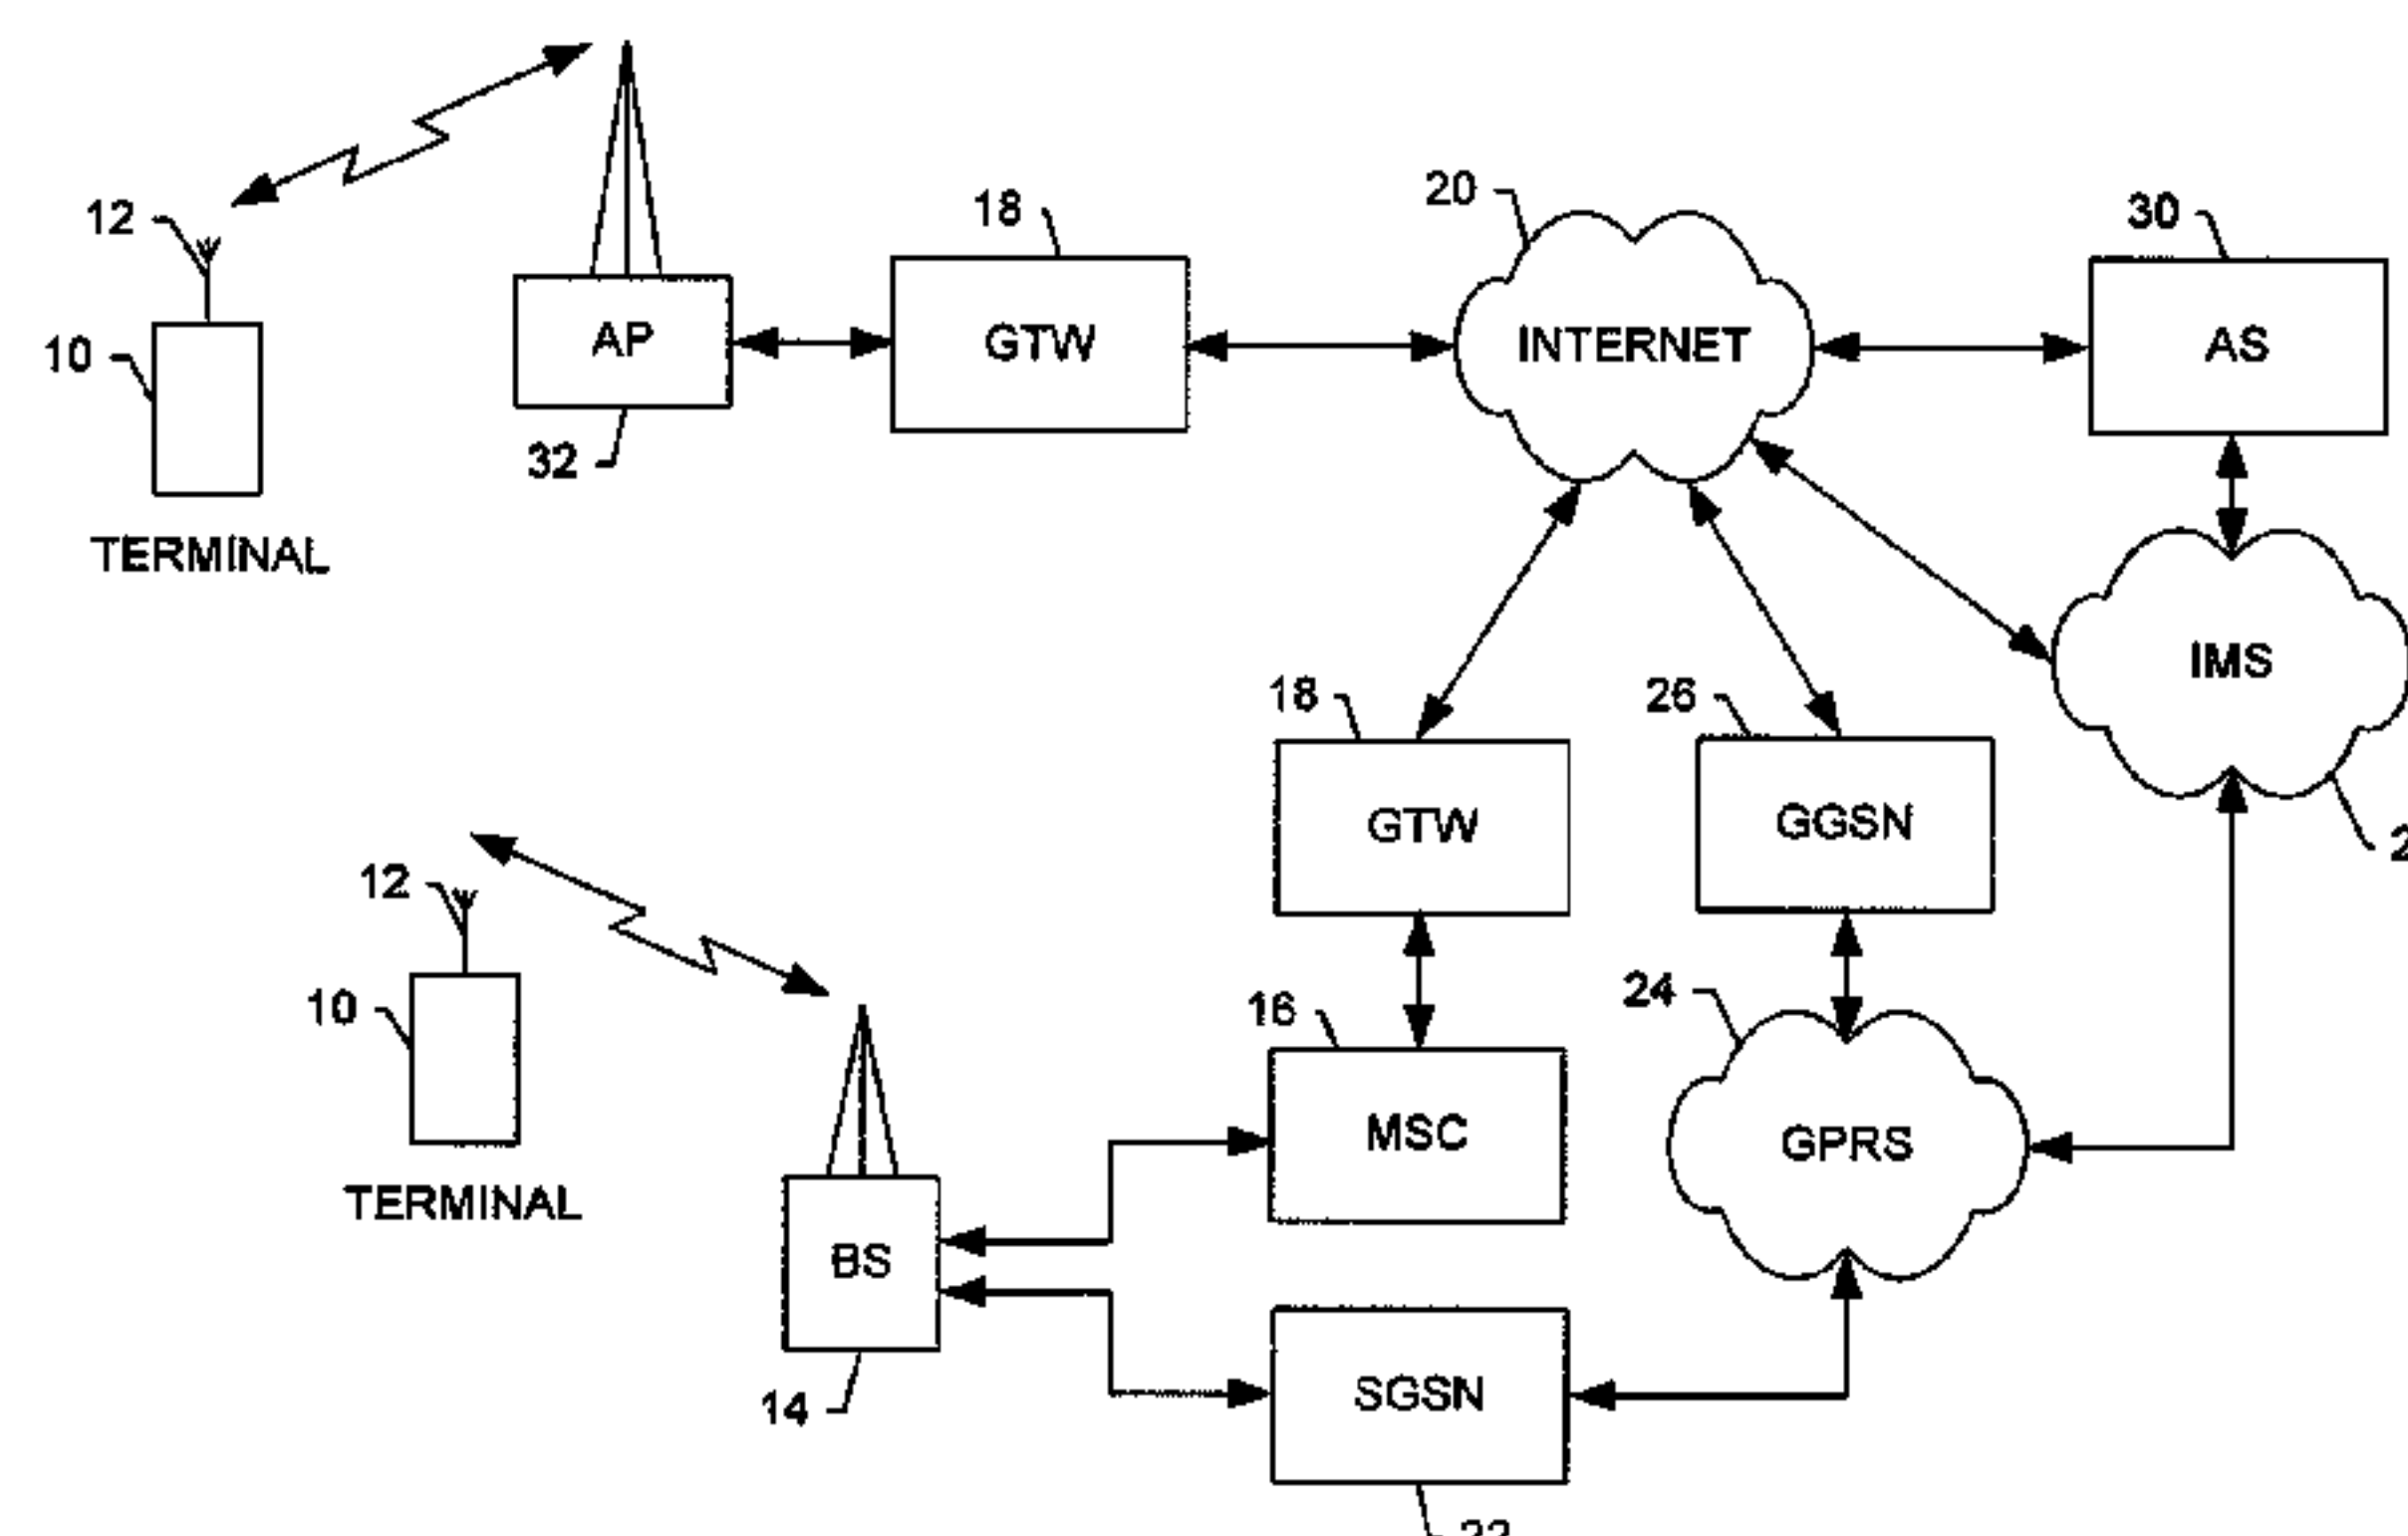 20
30
18
12
INTERNET
AS
AP
GTW
10
32
TERMINAL
IMS
18
26
GTW
GGSN
12
24
10
16
MSC
GPRS
TERMINAL
BS
SGSN
14